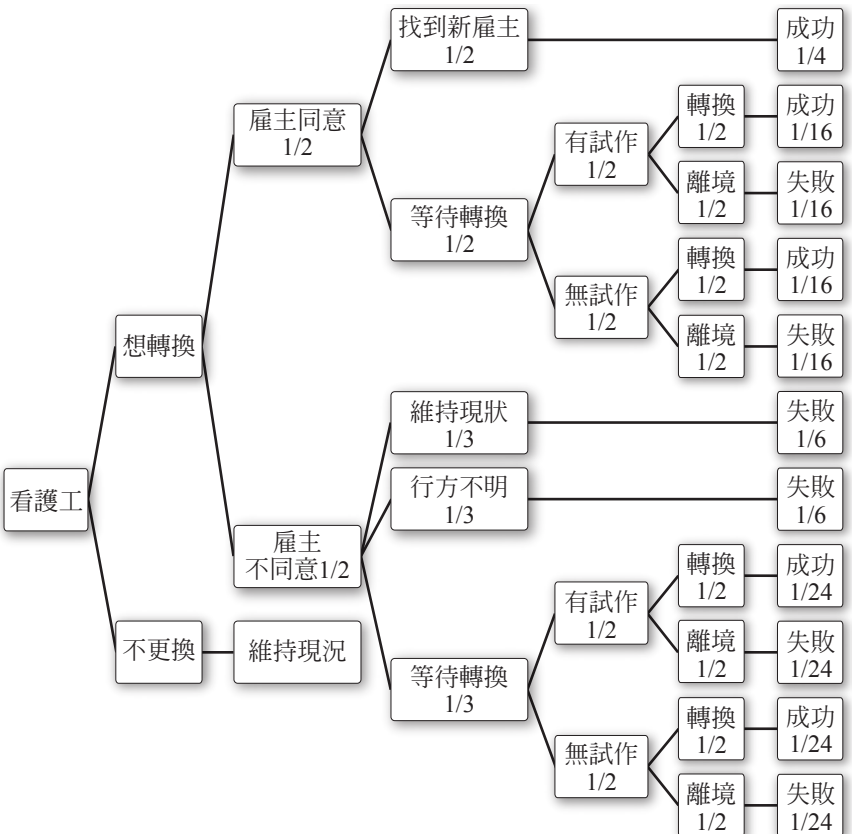 找到新雇主
1/2
成功
1/4
雇主同意
1/2
轉換
1/2
成功
1/16
有試作
1/2
離境
1/2
失敗
1/16
等待轉換
1/2
轉換
1/2
成功
1/16
無試作
1/2
離境
1/2
失敗
1/16
想轉換
維持現狀
1/3
失敗
1/6
看護工
行方不明
1/3
失敗
1/6
雇主
不同意1/2
轉換
1/2
成功
1/24
有試作
1/2
離境
1/2
失敗
1/24
不更換
維持現況
等待轉換
1/3
轉換
1/2
成功
1/24
無試作
1/2
離境
1/2
失敗
1/24